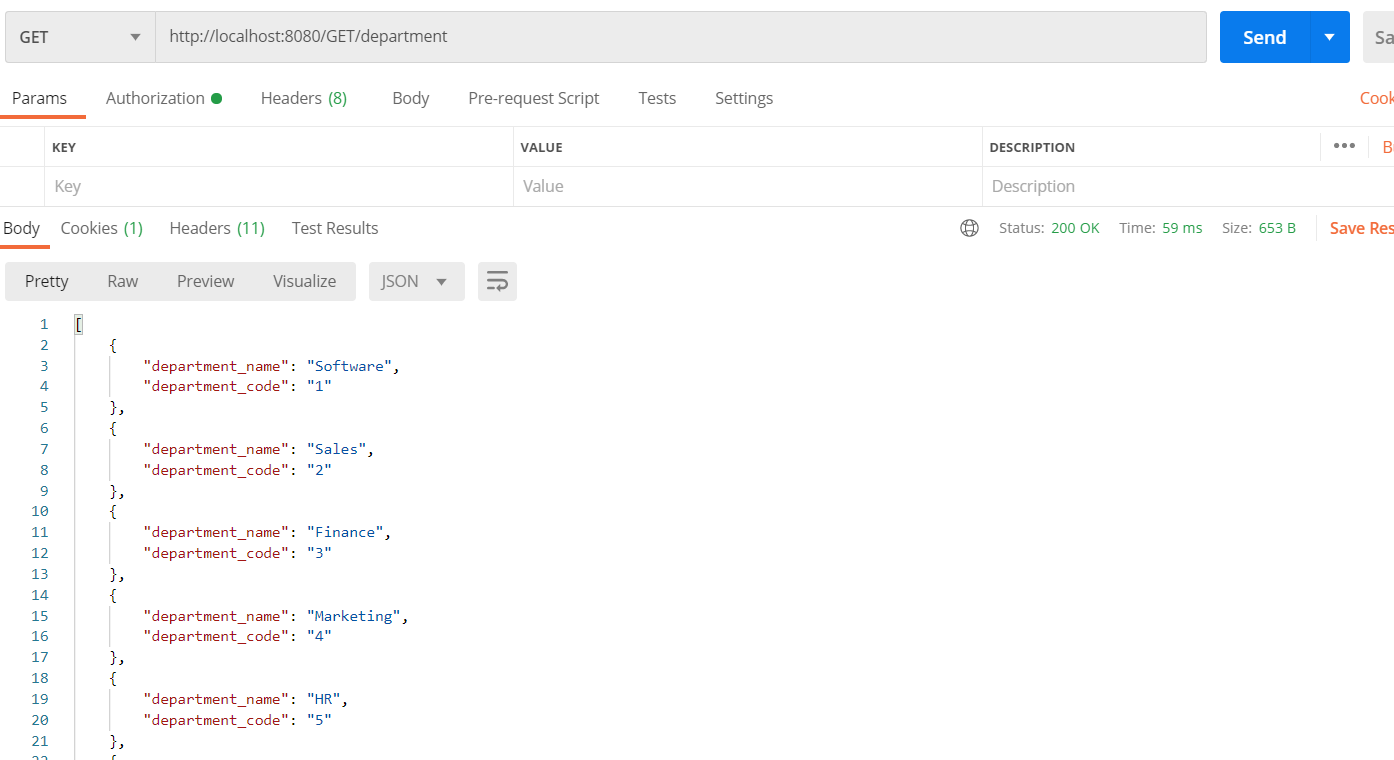 GET http://localhost:8080/GET/department Send Sa
Params Authorization Headers (8) Body Pre-request Script Tests Settings Cook
KEY VALUE DESCRIPTION ••• B
Key Value Description
Body Cookies (1) Headers (11) Test Results Status: 200 OK Time: 59 ms Size: 653 B Save Res
Pretty Raw Preview Visualize JSON
1 [
2 {
3 "department_name": "Software",
4 "department_code": "1"
5 },
6 {
7 "department_name": "Sales",
8 "department_code": "2"
9 },
10 {
11 "department_name": "Finance",
12 "department_code": "3"
13 },
14 {
15 "department_name": "Marketing",
16 "department_code": "4"
17 },
18 {
19 "department_name": "HR",
20 "department_code": "5"
21 },
22 {